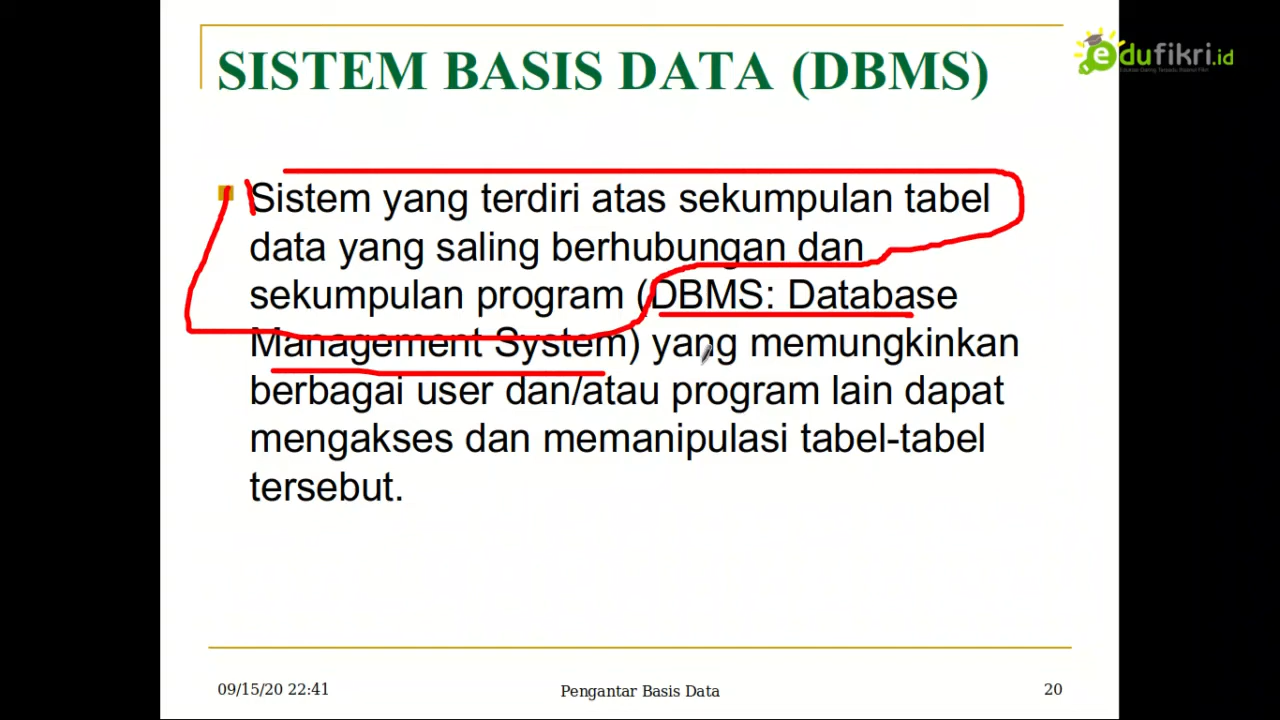 SISTEM BASIS DATA (DBMS)
edufikri.id
Sistem yang terdiri atas sekumpulan tabel
data yang saling berhubungan dan
sekumpulan program (DBMS: Database
Management System) yang memungkinkan
berbagai user dan/atau program lain dapat
mengakses dan memanipulasi tabel-tabel
tersebut.
09/15/20 22:41
Pengantar Basis Data
20